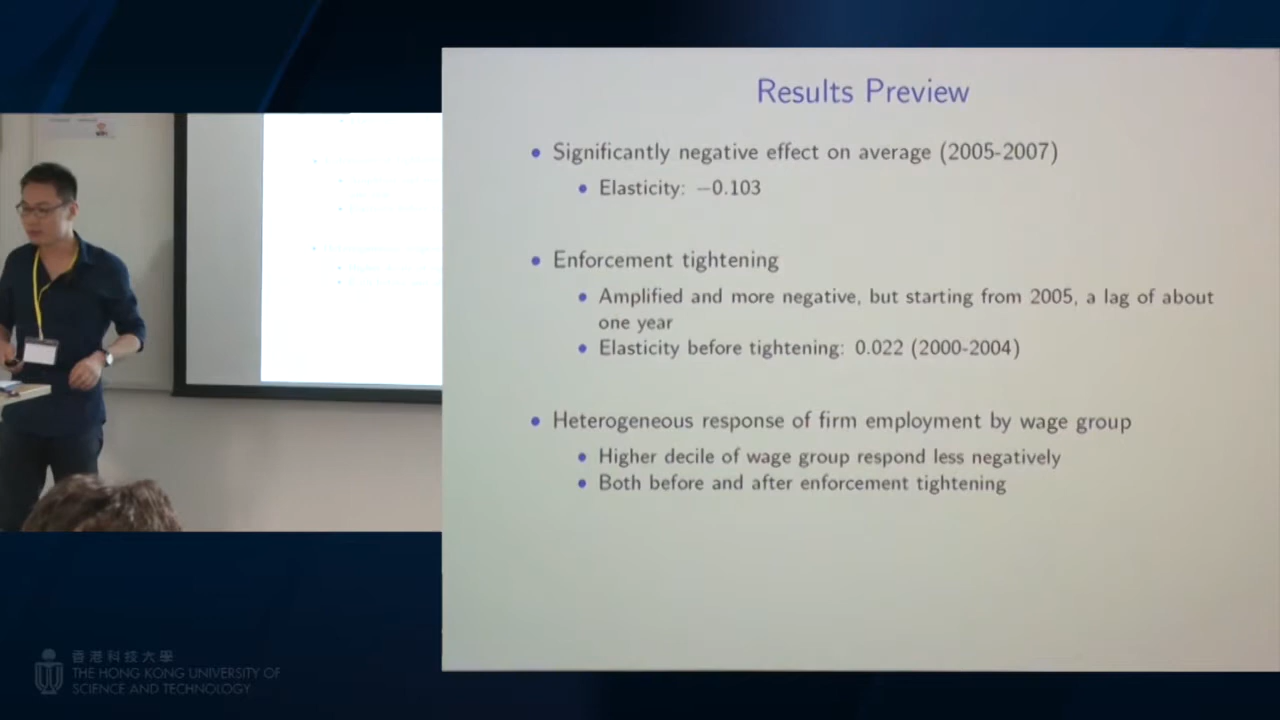 Results Preview
• Significantly negative effect on average (2005-2007)
• Elasticity: −0.103
• Enforcement tightening
• Amplified and more negative, but starting from 2005, a lag of about
one year
• Elasticity before tightening: 0.022 (2000-2004)
• Heterogeneous response of firm employment by wage group
• Higher decile of wage group respond less negatively
• Both before and after enforcement tightening
香港科技大學
THE HONG KONG UNIVERSITY OF
SCIENCE AND TECHNOLOGY